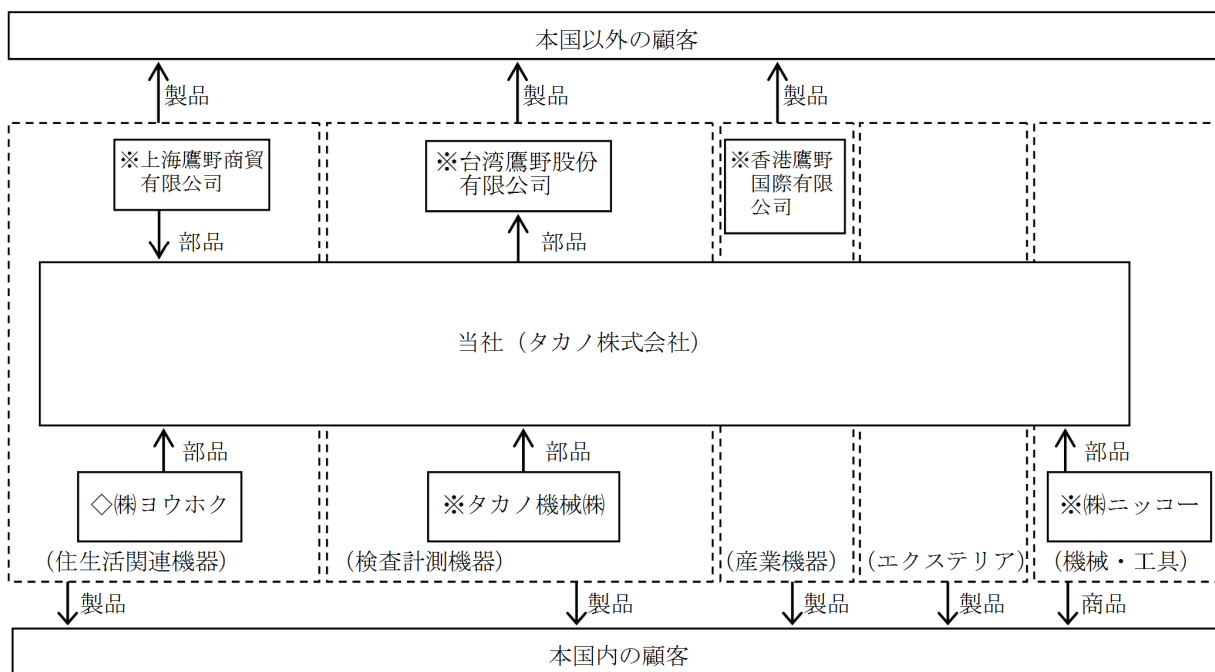 本国以外の顧客
製品
製品
製品
※上海鷹野商貿
有限公司
※台湾鷹野股份
有限公司
※香港鷹野
国際有限
公司
部品
部品
当社（タカノ株式会社）
部品
部品
部品
◇㈱ヨウホク
※タカノ機械㈱
※㈱ニッコー
(住生活関連機器)
(検査計測機器)
(産業機器)
(エクステリア)
(機械・工具)
製品
製品
製品
製品
商品
本国内の顧客